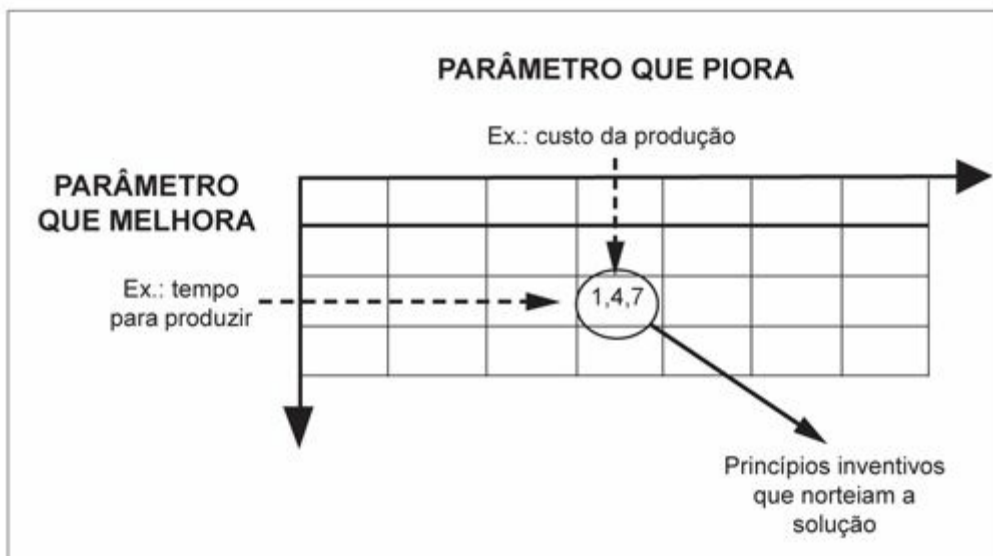 PARÂMETRO QUE PIORA
Ex.: custo da produção
PARÂMETRO
QUE MELHORA
Ex.: tempo
para produzir
1,4,7
Princípios inventivos
que norteiam a
solução